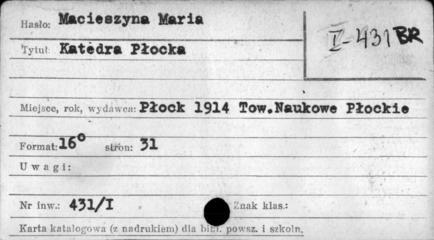 Hasło: Macieszyna Maria
I-431 BR
Tytuł: Katedra Płocka
Miejsce, rok, wydawca: Płock 1914 Tow.Naukowe Płockie
Format: 16° stron: 31
Uwagi:
Nr inw.: 431/I Znak klas.:
Karta katalogowa (z nadrukiem) dla bibl. powsz. i szkoln.